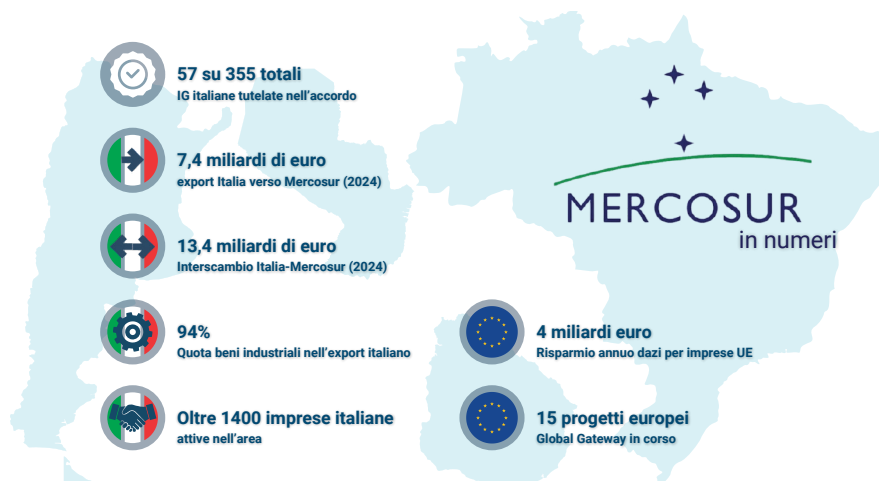 57 su 355 totali
IG italiane tutelate nell'accordo
7,4 miliardi di euro
export Italia verso Mercosur (2024)
13,4 miliardi di euro
Interscambio Italia-Mercosur (2024)
94%
Quota beni industriali nell'export italiano
Oltre 1400 imprese italiane
attive nell'area
MERCOSUR
in numeri
4 miliardi euro
Risparmio annuo dazi per imprese UE
15 progetti europei
Global Gateway in corso